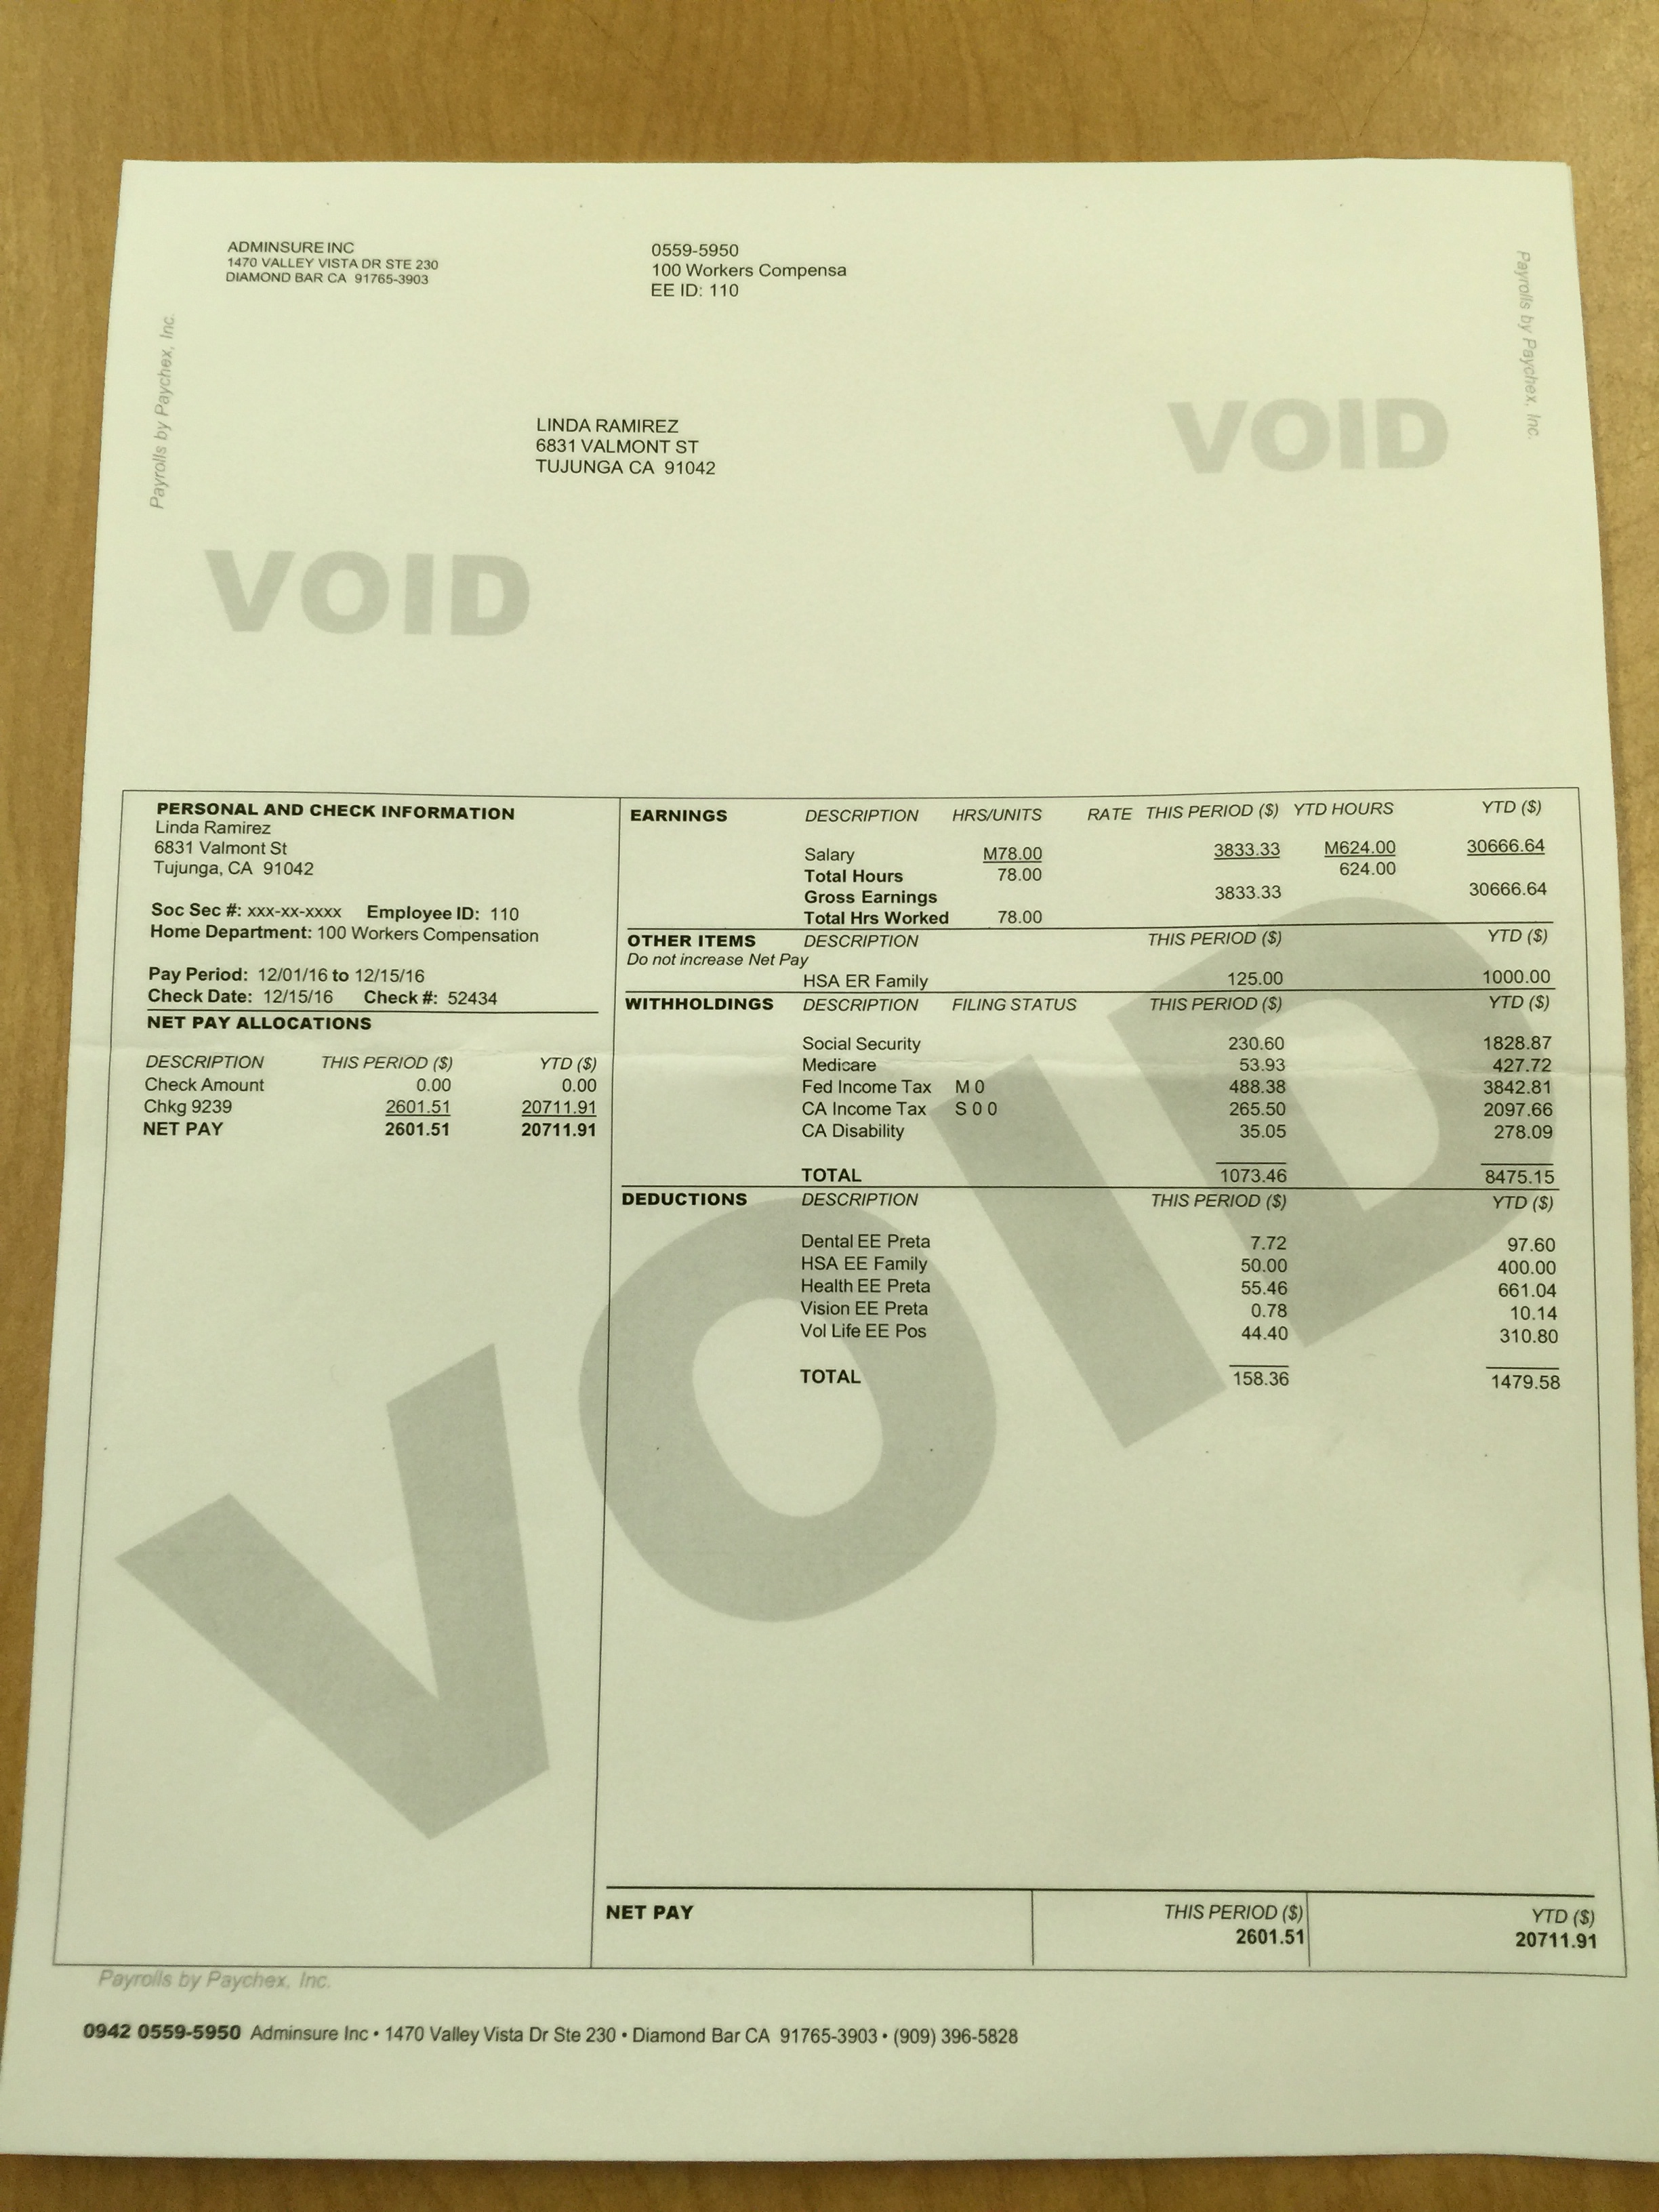 ADMINSURE INC
1470 VALLEY VISTA DR STE 230
DIAMOND BAR CA 91765-3903
0559-5950
100 Workers Compensa
EE ID: 110
Payrolls by Paychex, Inc.
Payrolls by Paychex, Inc.
LINDA RAMIREZ
6831 VALMONT ST
TUJUNGA CA 91042
VOID
VOID
PERSONAL AND CHECK INFORMATION
Linda Ramirez
6831 Valmont St
Tujunga, CA 91042
Soc Sec #: xxx-xx-xxxx Employee ID: 110
Home Department: 100 Workers Compensation
Pay Period: 12/01/16 to 12/15/16
Check Date: 12/15/16 Check #: 52434
NET PAY ALLOCATIONS
DESCRIPTION THIS PERIOD ($) YTD ($)
Check Amount 0.00 0.00
Chkg 9239 2601.51 20711.91
NET PAY 2601.51 20711.91
EARNINGS DESCRIPTION HRS/UNITS RATE THIS PERIOD ($) YTD HOURS YTD ($)
Salary M78.00 3833.33 M624.00 30666.64
Total Hours 78.00 624.00
Gross Earnings 3833.33 30666.64
Total Hrs Worked 78.00
OTHER ITEMS DESCRIPTION THIS PERIOD ($) YTD ($)
Do not increase Net Pay
HSA ER Family 125.00 1000.00
WITHHOLDINGS DESCRIPTION FILING STATUS THIS PERIOD ($) YTD ($)
Social Security 230.60 1828.87
Medicare 53.93 427.72
Fed Income Tax M 0 488.38 3842.81
CA Income Tax S 0 0 265.50 2097.66
CA Disability 35.05 278.09
TOTAL 1073.46 8475.15
DEDUCTIONS DESCRIPTION THIS PERIOD ($) YTD ($)
Dental EE Preta 7.72 97.60
HSA EE Family 50.00 400.00
Health EE Preta 55.46 661.04
Vision EE Preta 0.78 10.14
Vol Life EE Pos 44.40 310.80
TOTAL 158.36 1479.58
VOID
NET PAY THIS PERIOD ($) YTD ($)
2601.51 20711.91
Payrolls by Paychex, Inc.
0942 0559-5950 Adminsure Inc • 1470 Valley Vista Dr Ste 230 • Diamond Bar CA 91765-3903 • (909) 396-5828